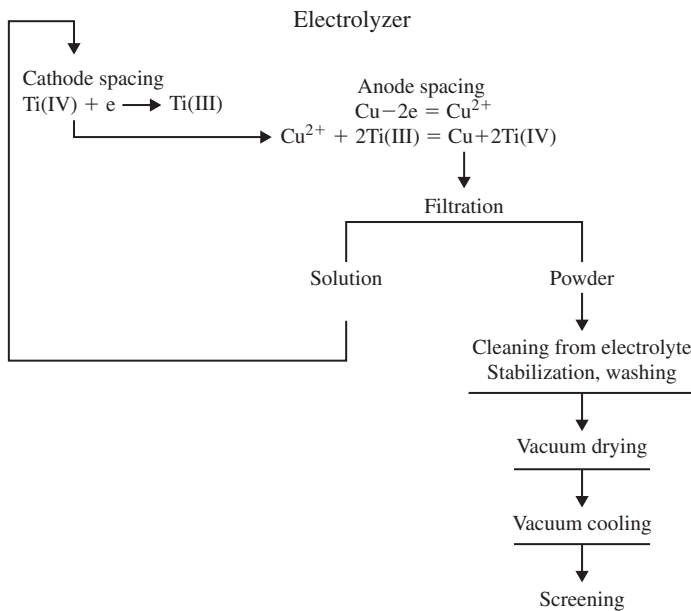 Electrolyzer
Cathode spacing
Ti(IV) + e → Ti(III)
Anode spacing
Cu−2e = Cu²⁺
Cu²⁺ + 2Ti(III) = Cu+2Ti(IV)
Filtration
Solution
Powder
Cleaning from electrolyte
Stabilization, washing
Vacuum drying
Vacuum cooling
Screening